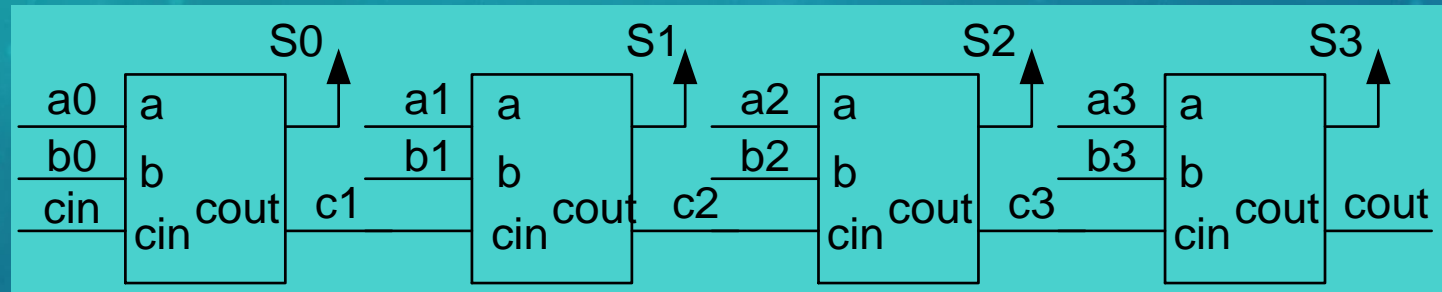 S0 S1 S2 S3
a0 a a1 a a2 a a3 a
b0 b b1 b b2 b b3 b
cin cin cout c1 cin cout c2 cin cout c3 cin cout cout